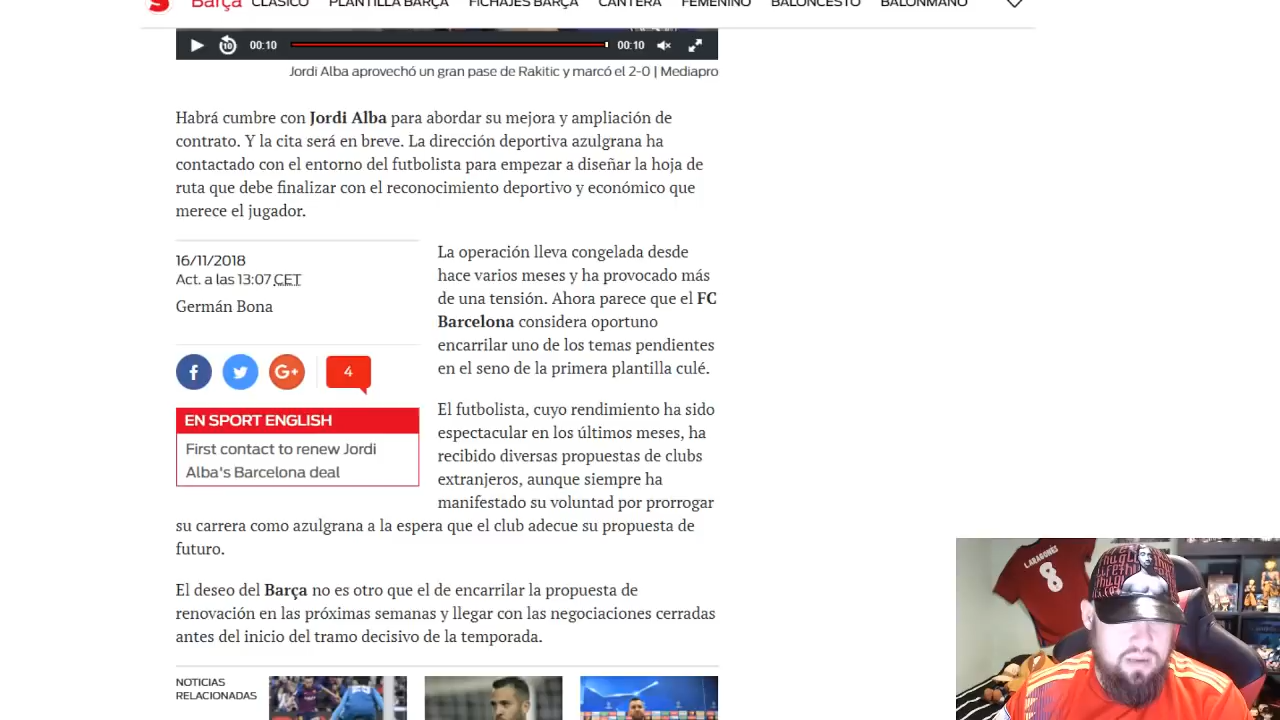 Barça CLÁSICO PLANTILLA BARÇA FICHAJES BARÇA CANTERA FEMENINO BALONCESTO BALONMANO
10 00:10 00:10
Jordi Alba aprovechó un gran pase de Rakitic y marcó el 2-0 | Mediapro
Habrá cumbre con Jordi Alba para abordar su mejora y ampliación de
contrato. Y la cita será en breve. La dirección deportiva azulgrana ha
contactado con el entorno del futbolista para empezar a diseñar la hoja de
ruta que debe finalizar con el reconocimiento deportivo y económico que
merece el jugador.
16/11/2018
Act. a las 13:07 CET
Germán Bona
4
EN SPORT ENGLISH
First contact to renew Jordi
Alba's Barcelona deal
La operación lleva congelada desde
hace varios meses y ha provocado más
de una tensión. Ahora parece que el FC
Barcelona considera oportuno
encarrilar uno de los temas pendientes
en el seno de la primera plantilla culé.
El futbolista, cuyo rendimiento ha sido
espectacular en los últimos meses, ha
recibido diversas propuestas de clubs
extranjeros, aunque siempre ha
manifestado su voluntad por prorrogar
su carrera como azulgrana a la espera que el club adecue su propuesta de
futuro.
El deseo del Barça no es otro que el de encarrilar la propuesta de
renovación en las próximas semanas y llegar con las negociaciones cerradas
antes del inicio del tramo decisivo de la temporada.
NOTICIAS
RELACIONADAS
L.ARAGONÉS
8